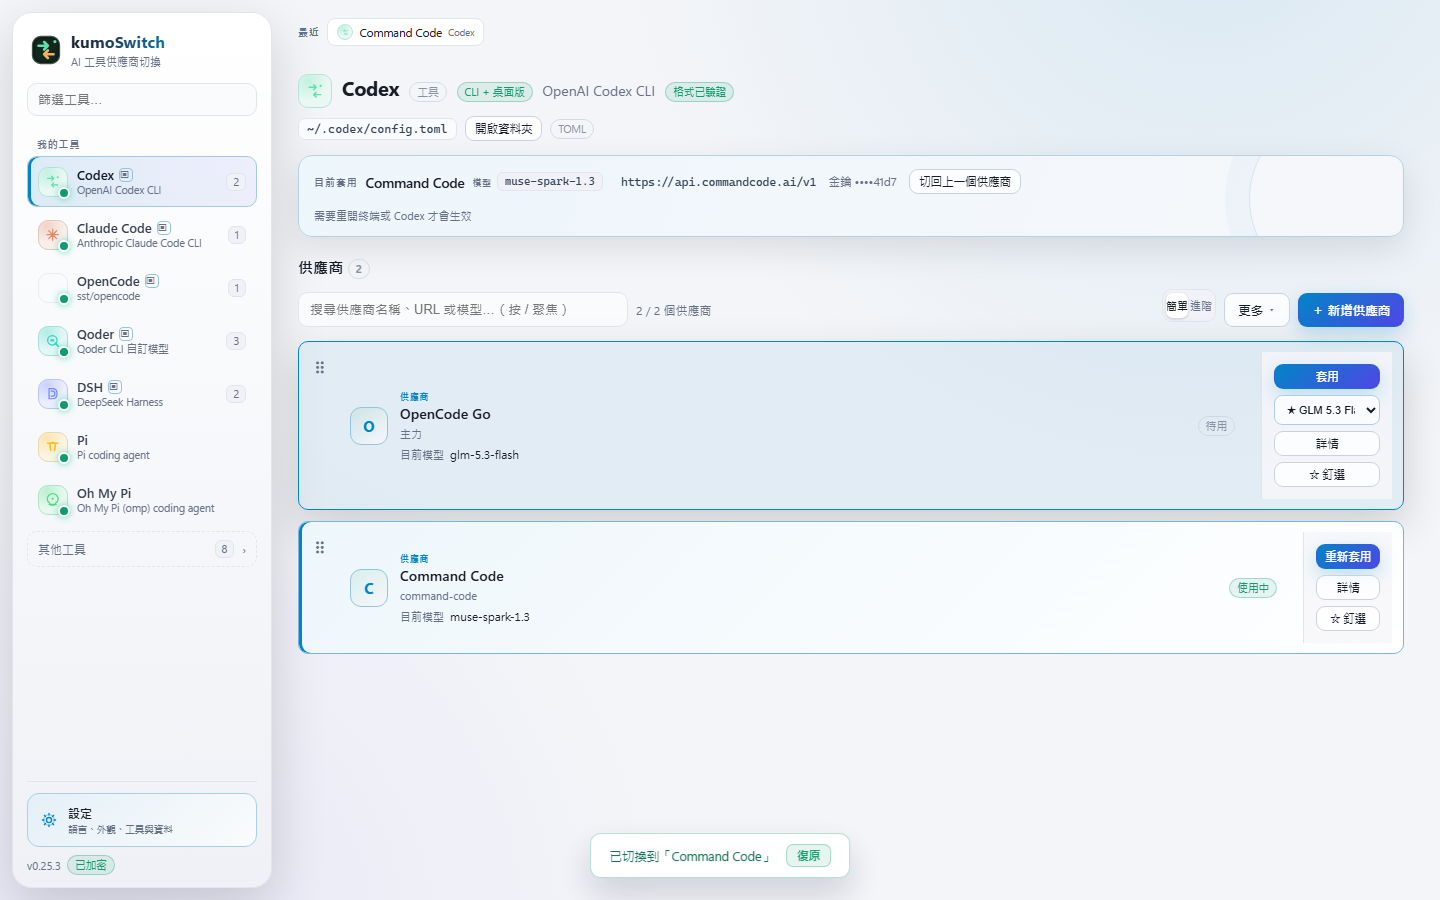 kumoSwitch
AI 工具供應商切換
篩選工具…
我的工具
Codex
OpenAI Codex CLI
2
Claude Code
Anthropic Claude Code CLI
1
OpenCode
sst/opencode
1
Qoder
Qoder CLI 自訂模型
3
DSH
DeepSeek Harness
2
Pi
Pi coding agent
Oh My Pi
Oh My Pi (omp) coding agent
其他工具 8 ›
設定
語言、外觀、工具與資料
v0.25.3 已加密
最近 Command Code Codex
Codex 工具 CLI + 桌面版 OpenAI Codex CLI 格式已驗證
~/.codex/config.toml 開啟資料夾 TOML
目前套用 Command Code 模型 muse-spark-1.3 https://api.commandcode.ai/v1 金鑰 ••••41d7 切回上一個供應商
需要重開終端或 Codex 才會生效
供應商 2
搜尋供應商名稱、URL 或模型…（按 / 聚焦） 2 / 2 個供應商 簡單 進階 更多 ＋ 新增供應商
供應商
O OpenCode Go
主力
目前模型 glm-5.3-flash
待用
套用
★ GLM 5.3 Fl
詳情
☆ 釘選
供應商
C Command Code
command-code
目前模型 muse-spark-1.3
使用中
重新套用
詳情
☆ 釘選
已切換到「Command Code」 復原